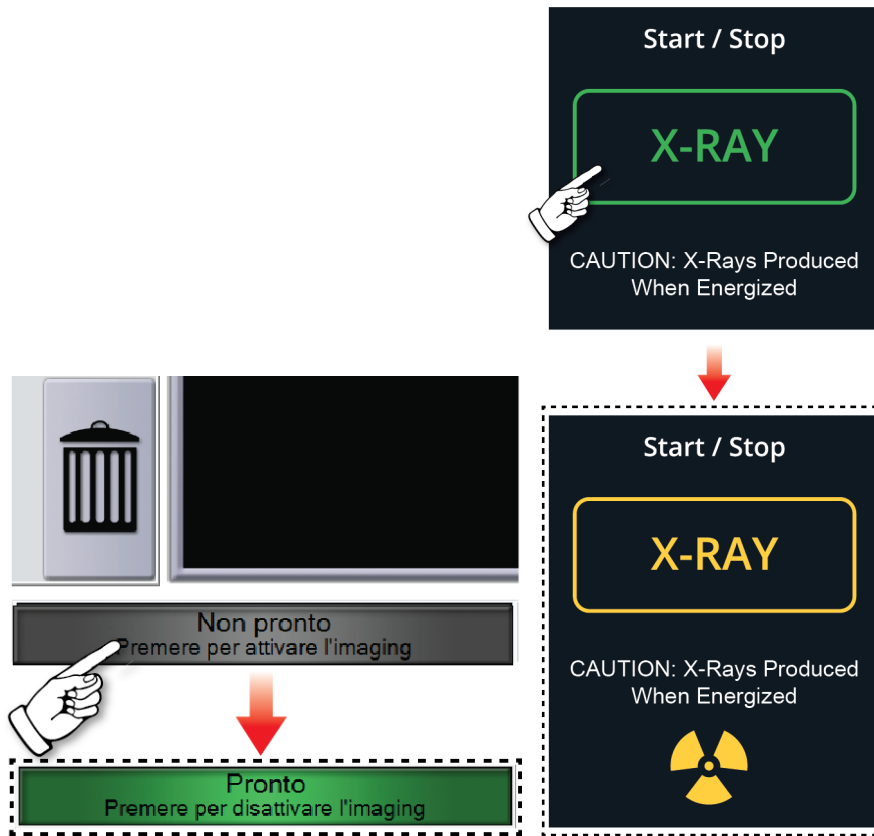 Start / Stop
X-RAY
CAUTION: X-Rays Produced
When Energized
Non pronto
Premere per attivare l'imaging
Pronto
Premere per disattivare l'imaging
Start / Stop
X-RAY
CAUTION: X-Rays Produced
When Energized